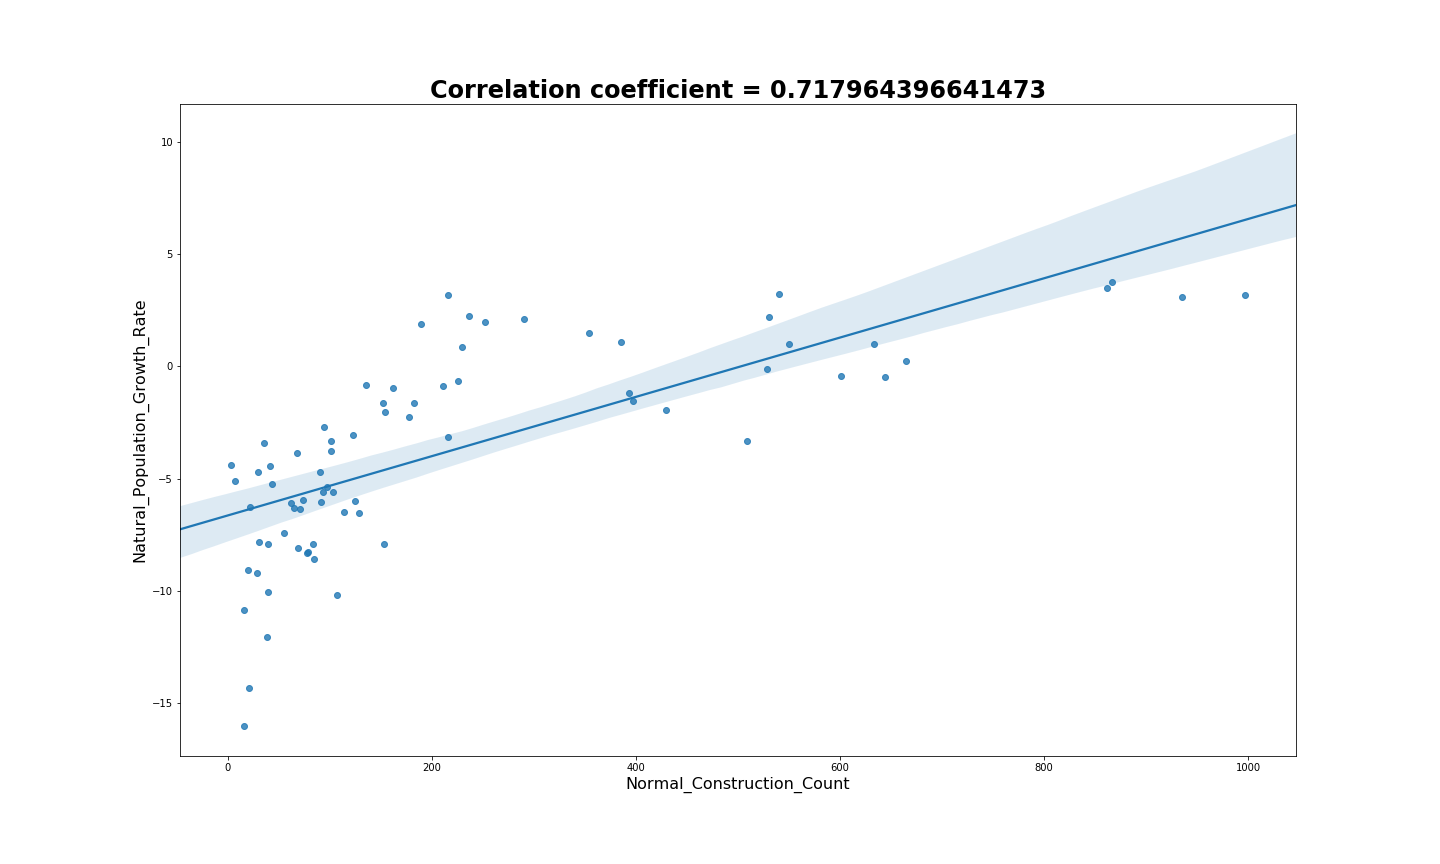 Correlation coefficient = 0.717964396641473
10
5
0
−5
−10
−15
Natural_Population_Growth_Rate
0 200 400 600 800 1000
Normal_Construction_Count